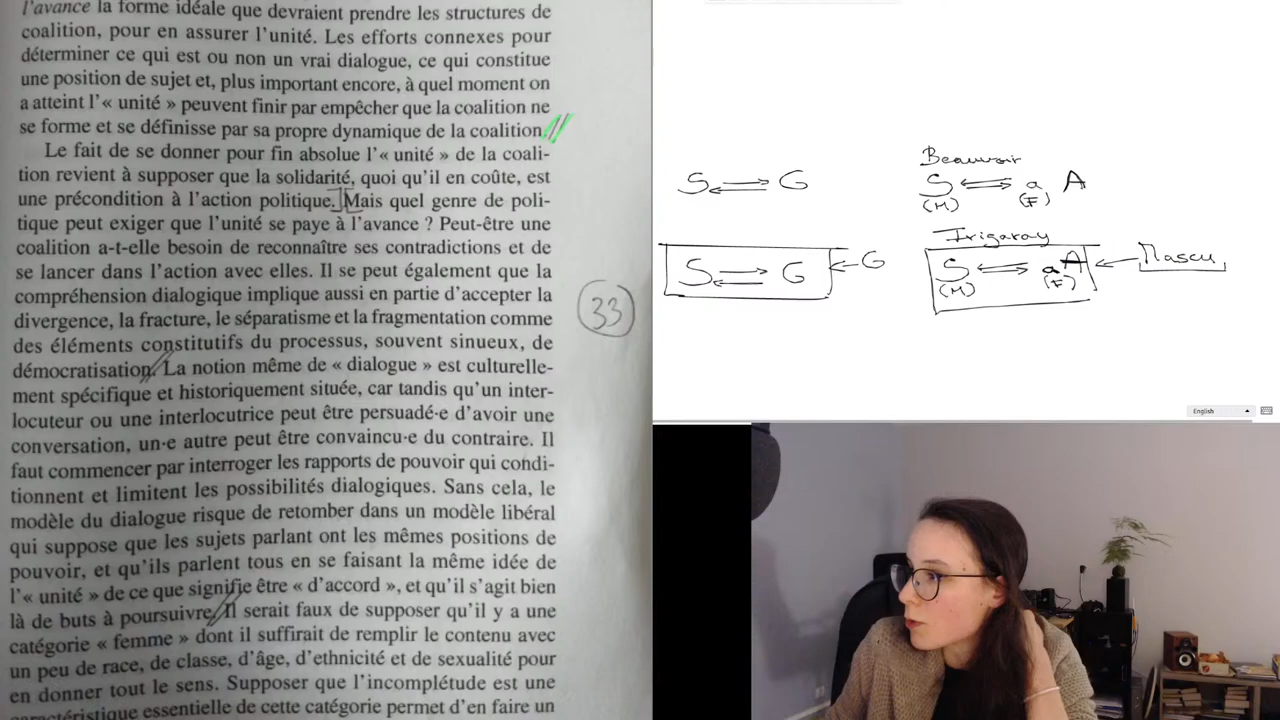 l'avance la forme idéale que devraient prendre les structures de
coalition, pour en assurer l'unité. Les efforts connexes pour
déterminer ce qui est ou non un vrai dialogue, ce qui constitue
une position de sujet et, plus important encore, à quel moment on
a atteint l'« unité » peuvent finir par empêcher que la coalition ne
se forme et se définisse par sa propre dynamique de la coalition.
Le fait de se donner pour fin absolue l'« unité » de la coali-
tion revient à supposer que la solidarité, quoi qu'il en coûte, est
une précondition à l'action politique. Mais quel genre de poli-
tique peut exiger que l'unité se paye à l'avance ? Peut-être une
coalition a-t-elle besoin de reconnaître ses contradictions et de
se lancer dans l'action avec elles. Il se peut également que la
compréhension dialogique implique aussi en partie d'accepter la
divergence, la fracture, le séparatisme et la fragmentation comme
des éléments constitutifs du processus, souvent sinueux, de
démocratisation. La notion même de « dialogue » est culturelle-
ment spécifique et historiquement située, car tandis qu'un inter-
locuteur ou une interlocutrice peut être persuadé·e d'avoir une
conversation, un·e autre peut être convaincu·e du contraire. Il
faut commencer par interroger les rapports de pouvoir qui condi-
tionnent et limitent les possibilités dialogiques. Sans cela, le
modèle du dialogue risque de retomber dans un modèle libéral
qui suppose que les sujets parlant ont les mêmes positions de
pouvoir, et qu'ils parlent tous en se faisant la même idée de
l'« unité » de ce que signifie être « d'accord », et qu'il s'agit bien
là de buts à poursuivre. Il serait faux de supposer qu'il y a une
catégorie « femme » dont il suffirait de remplir le contenu avec
un peu de race, de classe, d'âge, d'ethnicité et de sexualité pour
en donner tout le sens. Supposer que l'incomplétude est une
caractéristique essentielle de cette catégorie permet d'en faire un
33
S G
S G G
Beauvoir
S a A
(M) (F)
Irigaray
S a A Mascu
(M) (F)
English